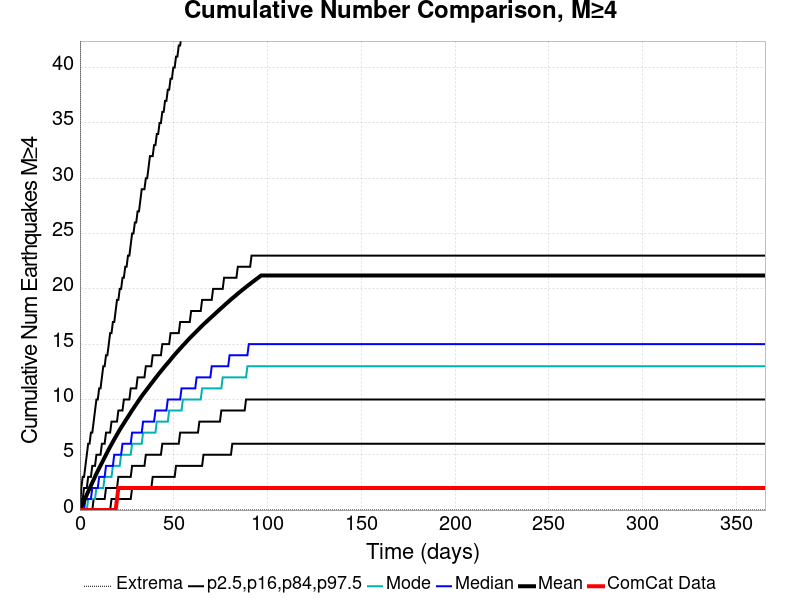 Cumulative Number Comparison, M≥4
Cumulative Num Earthquakes M≥4
40
35
30
25
20
15
10
5
0
0 50 100 150 200 250 300 350
Time (days)
Extrema p2.5,p16,p84,p97.5 Mode Median Mean ComCat Data